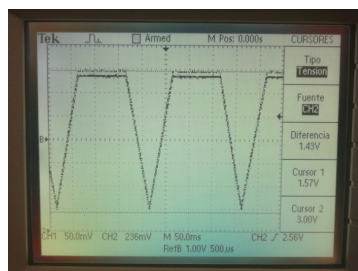 Tek Armed M Pos: 0.000s CURSORES
Tipo
Tension
Fuente
CH2
Diferencia
1.43V
Cursor 1
1.57V
Cursor 2
3.00V
B
CH1 50.0mV CH2 236mV M 50.0ms CH2 / 2.56V
RefB 1.00V 500µs